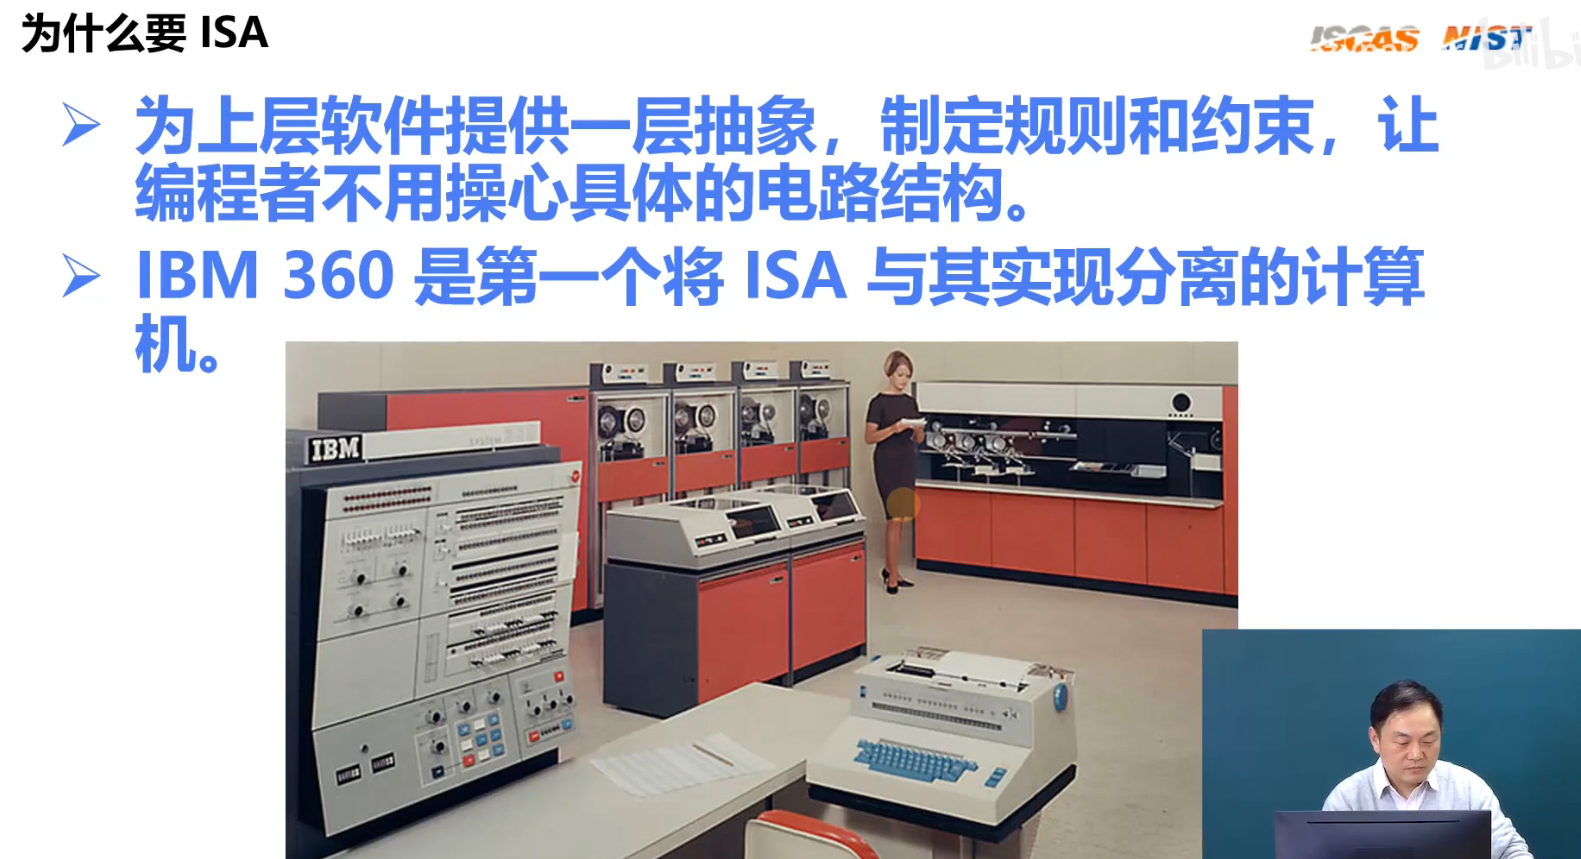 为什么要 ISA
ISCAS NIST
bilibi
为上层软件提供一层抽象，制定规则和约束，让
编程者不用操心具体的电路结构。
IBM 360 是第一个将 ISA 与其实现分离的计算
机。
IBM
SYSTEM